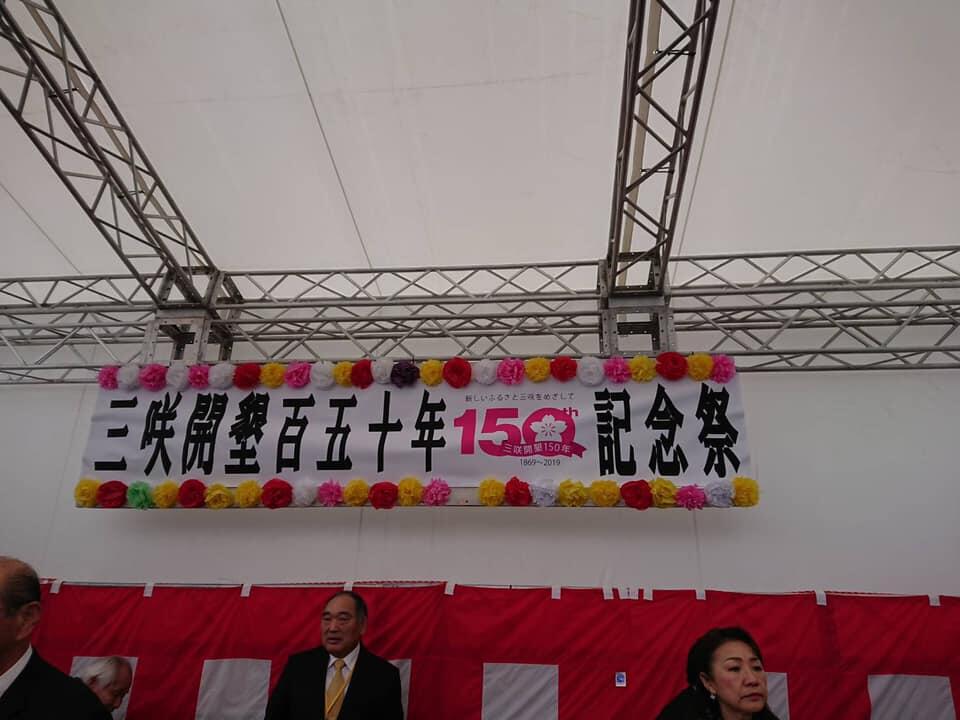 三咲開墾百五十年
新しいふるさと三咲をめざして
150th
三咲開墾150年
1869～2019
記念祭